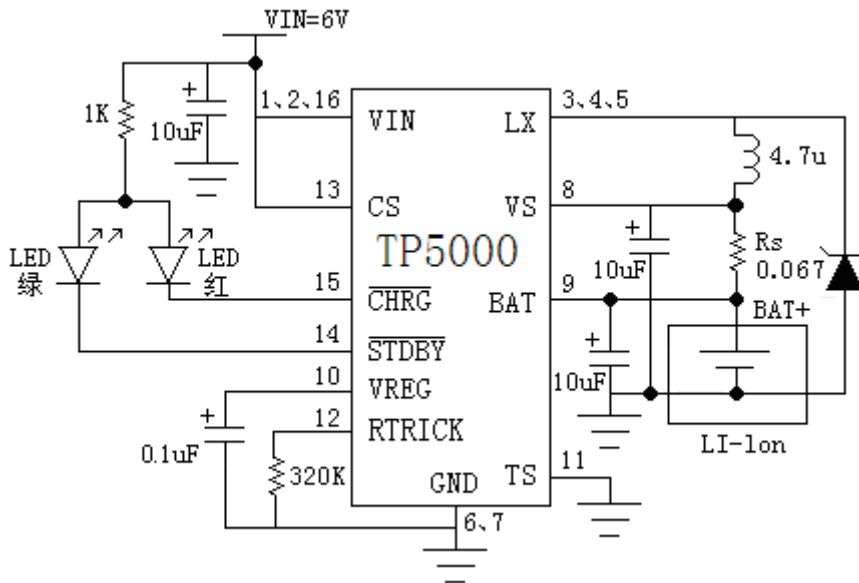 VIN=6V
1K
10uF
1、2、16
VIN
LX
3、4、5
4.7u
13
CS
VS
8
TP5000
LED
绿
LED
红
10uF
Rs
0.067
15
CHRG
BAT
9
BAT+
14
STDBY
10uF
10
VREG
12
RTRICK
0.1uF
320K
GND
TS
11
6、7
LI-lon